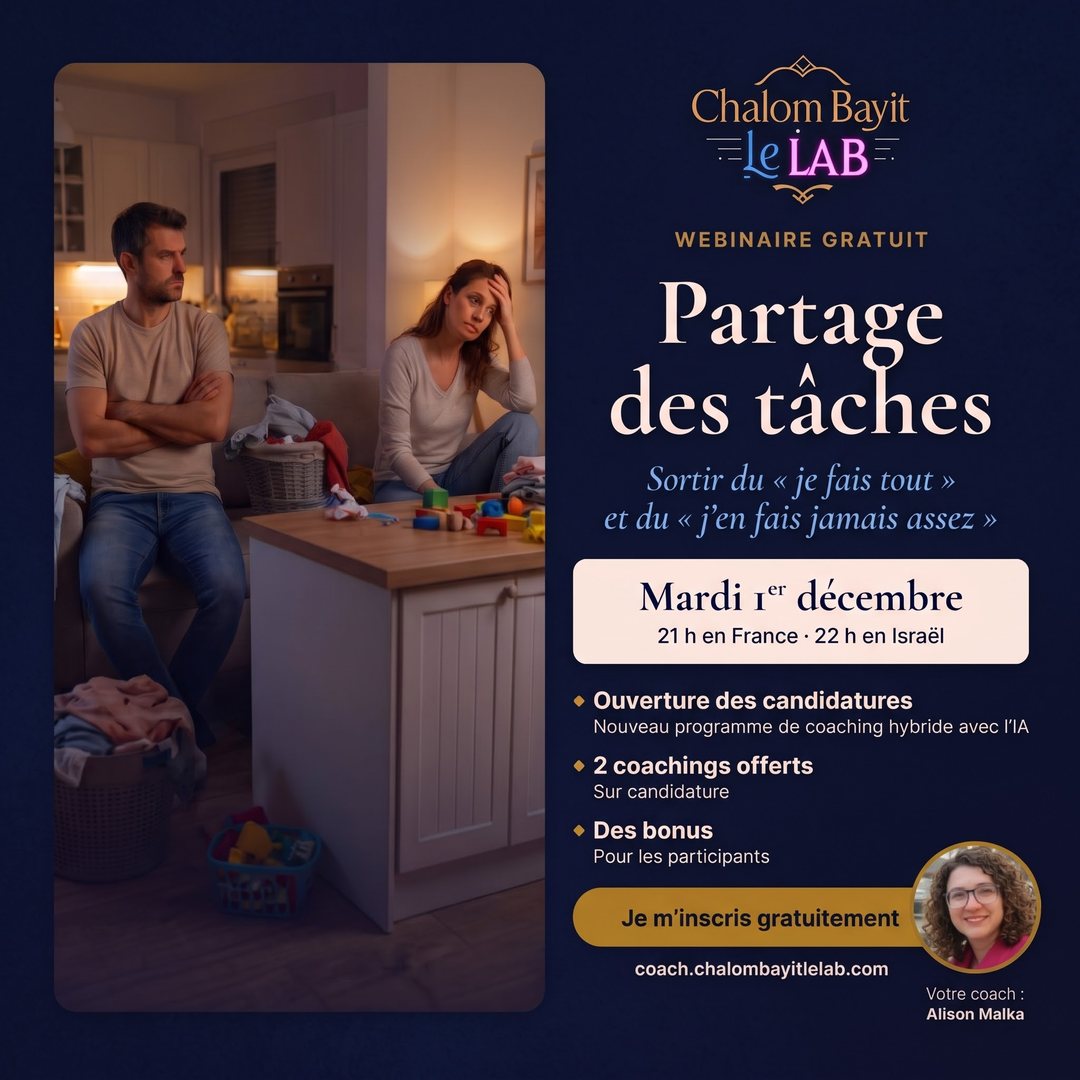 Chalom Bayit
Le LAB
WEBINAIRE GRATUIT
Partage
des tâches
Sortir du « je fais tout »
et du « j’en fais jamais assez »
Mardi 1er décembre
21 h en France · 22 h en Israël
Ouverture des candidatures
Nouveau programme de coaching hybride avec l’IA
2 coachings offerts
Sur candidature
Des bonus
Pour les participants
Je m’inscris gratuitement
coach.chalombayitlelab.com
Votre coach :
Alison Malka